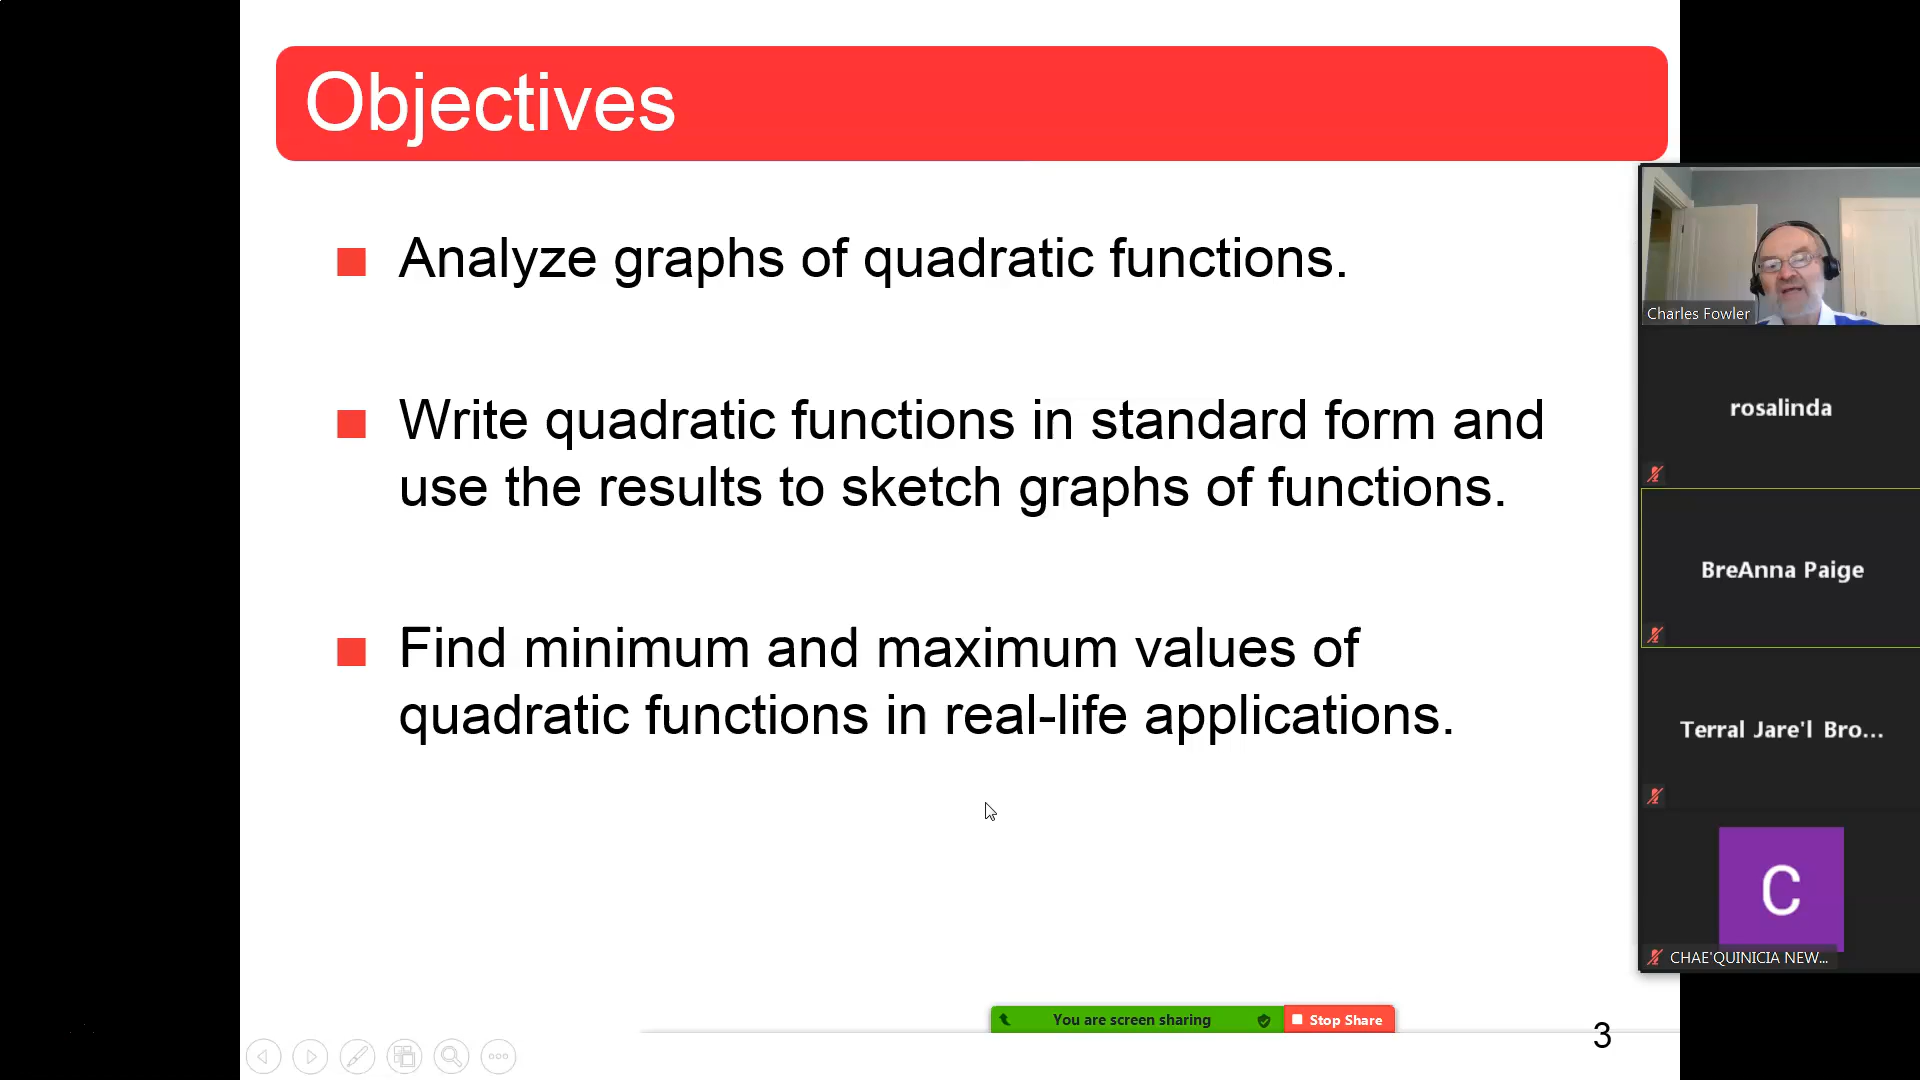 Objectives
Analyze graphs of quadratic functions.
Write quadratic functions in standard form and
use the results to sketch graphs of functions.
Find minimum and maximum values of
quadratic functions in real-life applications.
Charles Fowler
rosalinda
BreAnna Paige
Terral Jare'l Bro...
C
CHAE'QUINICIA NEW...
You are screen sharing
Stop Share
3